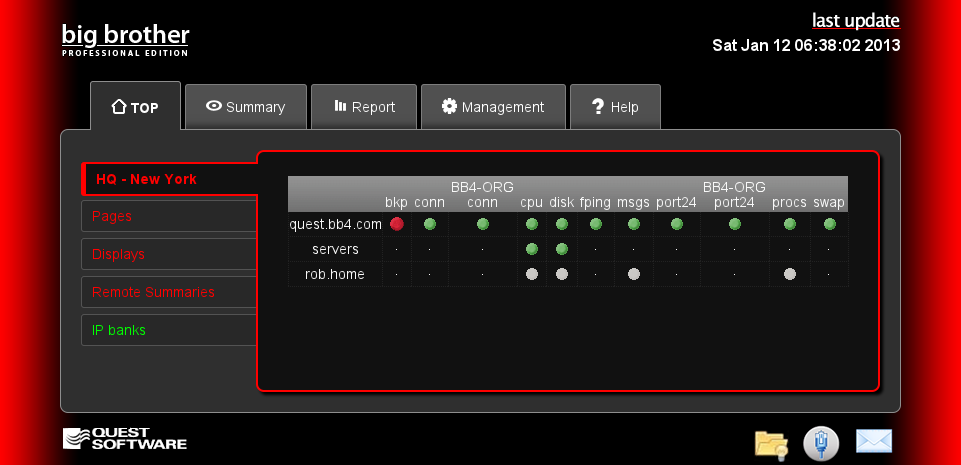 big brother
PROFESSIONAL EDITION
last update
Sat Jan 12 06:38:02 2013
TOP
Summary
Report
Management
Help
HQ - New York
Pages
Displays
Remote Summaries
IP banks
BB4-ORG BB4-ORG
bkp conn conn cpu disk fping msgs port24 port24 procs swap
quest.bb4.com
servers
rob.home
QUEST
SOFTWARE